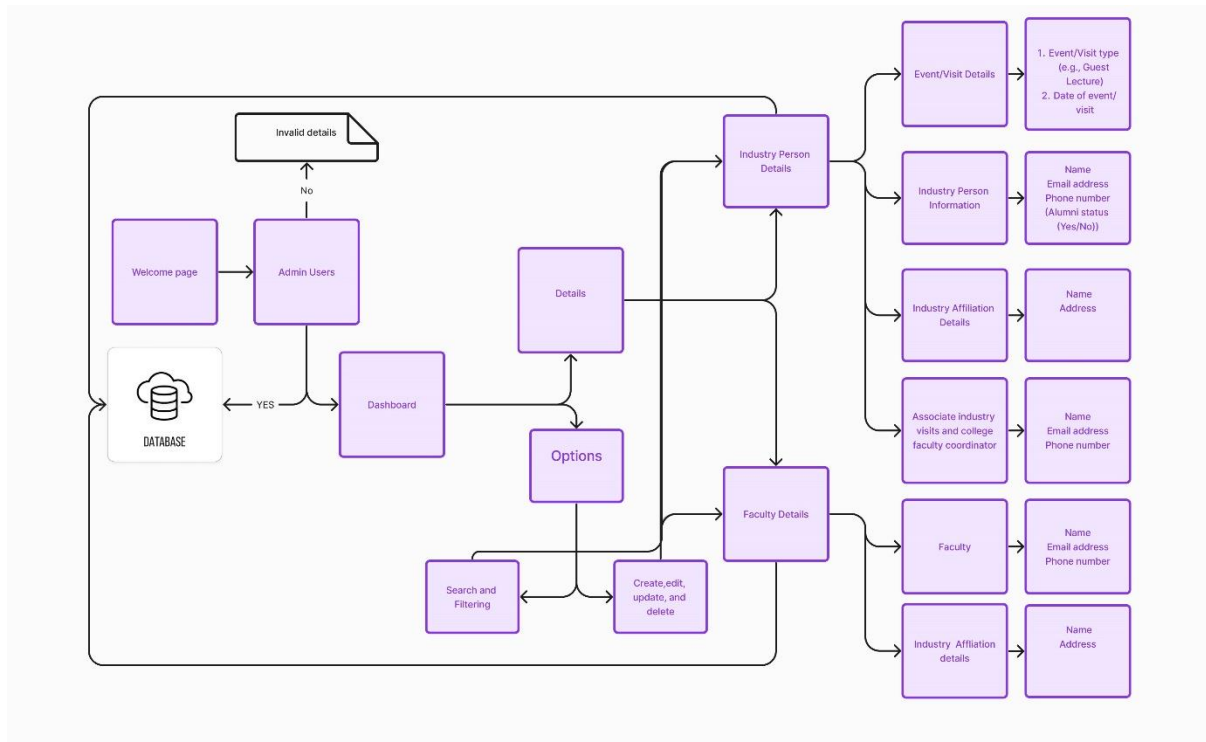 Welcome page
Admin Users
Invalid details
No
YES
DATABASE
Dashboard
Details
Options
Search and
Filtering
Create,edit,
update, and
delete
Industry Person
Details
Faculty Details
Event/Visit Details
1. Event/Visit type
(e.g., Guest
Lecture)
2. Date of event/
visit
Industry Person
Information
Name
Email address
Phone number
(Alumni status
(Yes/No))
Industry Affiliation
Details
Name
Address
Associate industry
visits and college
faculty coordinator
Name
Email address
Phone number
Faculty
Name
Email address
Phone number
Industry Affliation
details
Name
Address